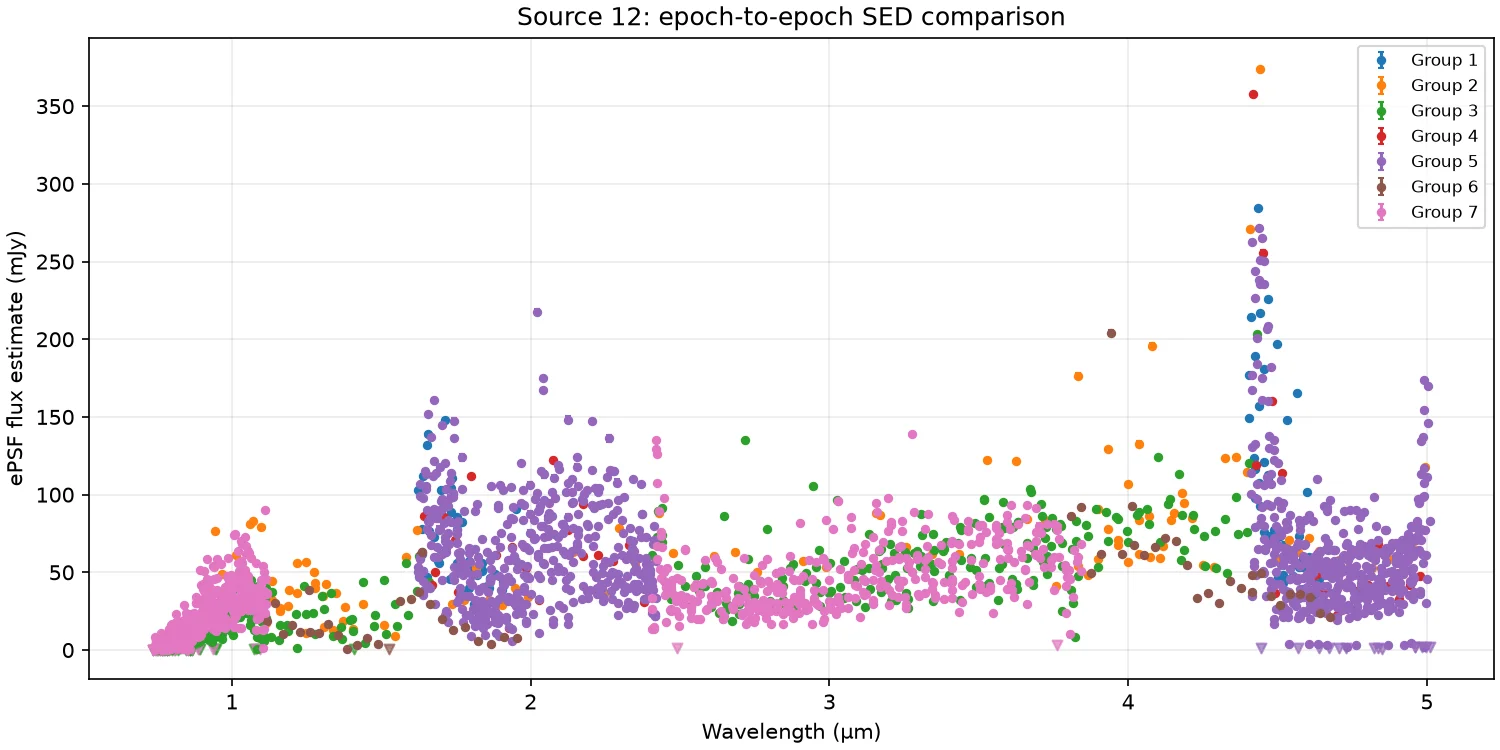 Source 12: epoch-to-epoch SED comparison
ePSF flux estimate (mJy)
350
300
250
200
150
100
50
0
1
2
3
4
5
Wavelength (μm)
Group 1
Group 2
Group 3
Group 4
Group 5
Group 6
Group 7